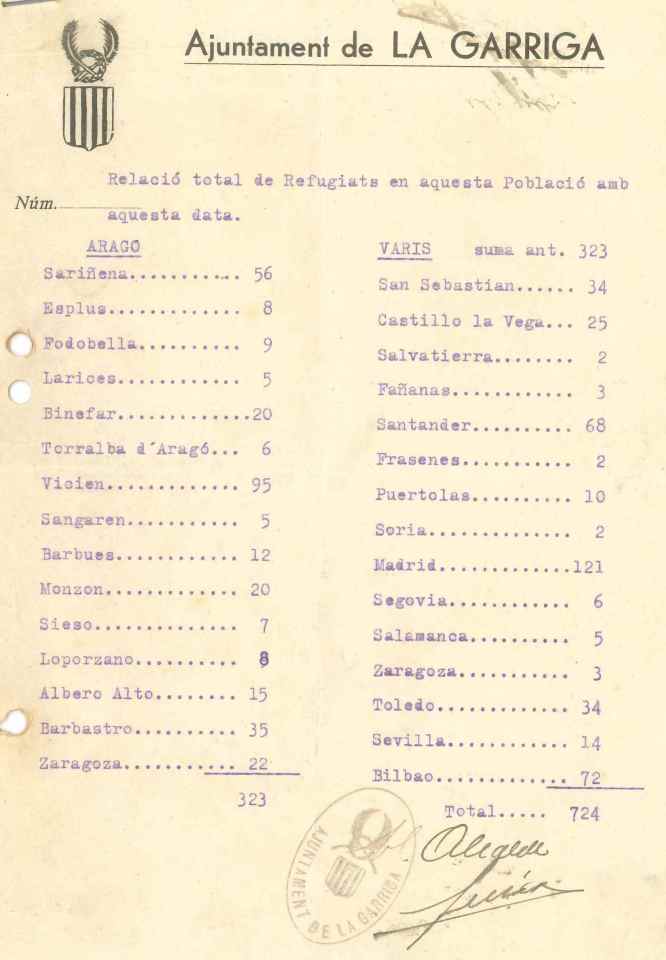 Ajuntament de LA GARRIGA
Relació total de Refugiats en aquesta Població amb
Núm.
aquesta data.
ARAGO
Sariñena........... 56
Esplus............. 8
Fodobella.......... 9
Larices............ 5
Binefar.............20
Torralba d´Aragó... 6
Vicien............. 95
Sangaren........... 5
Barbues............ 12
Monzon............. 20
Sieso.............. 7
Loporzano.......... 8
Albero Alto........ 15
Barbastro.......... 35
Zaragoza........... 22
323
VARIS suma ant. 323
San Sebastian...... 34
Castillo la Vega... 25
Salvatierra........ 2
Fañanas............ 3
Santander.......... 68
Frasenes........... 2
Puertolas.......... 10
Soria.............. 2
Madrid.............121
Segovia............ 6
Salamanca.......... 5
Zaragoza........... 3
Toledo............. 34
Sevilla............ 14
Bilbao............. 72
Total..... 724
Alcalde
AJUNTAMENT DE LA GARRIGA